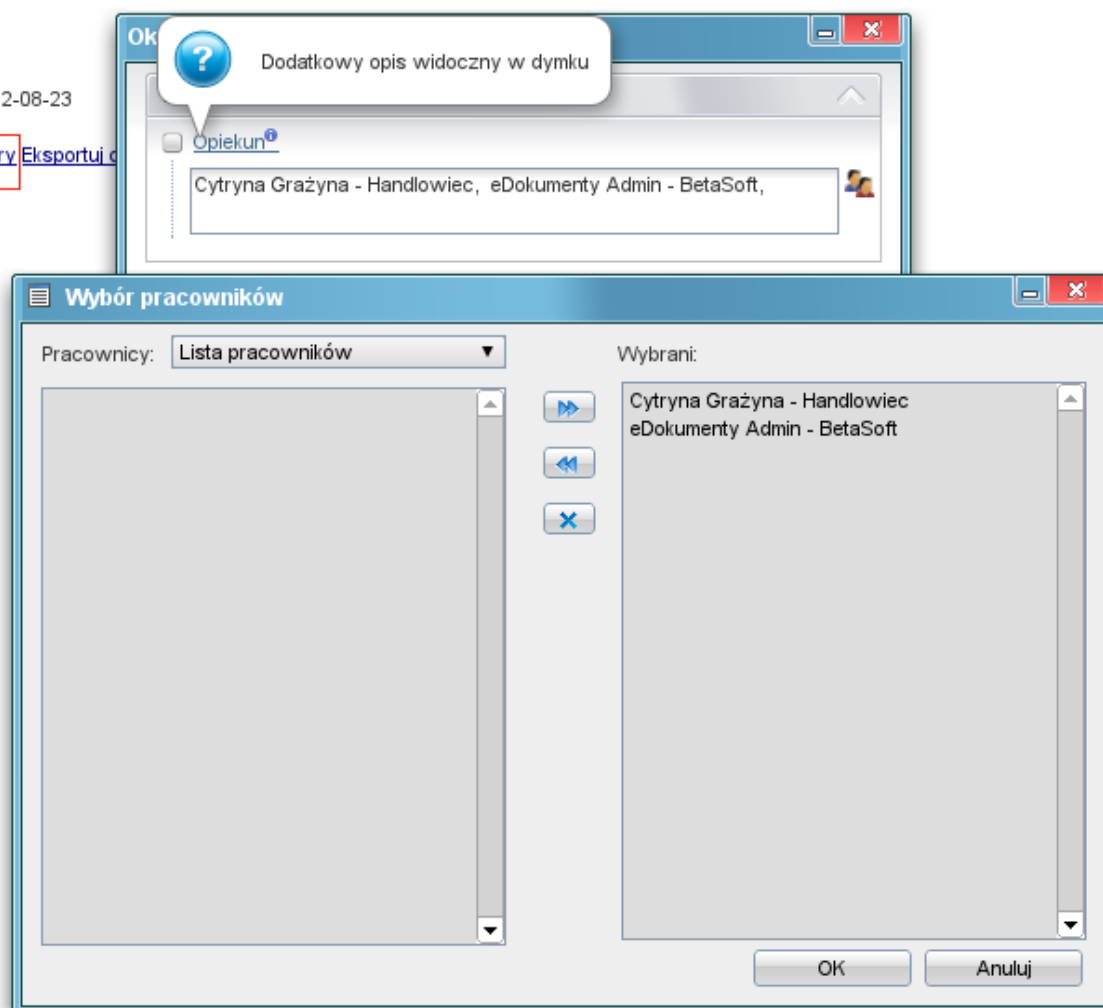 Ok
Dodatkowy opis widoczny w dymku
2-08-23
Opiekun
ry Eksportuj
Cytryna Grażyna - Handlowiec, eDokumenty Admin - BetaSoft,
Wybór pracowników
Pracownicy: Lista pracowników
Wybrani:
Cytryna Grażyna - Handlowiec
eDokumenty Admin - BetaSoft
OK
Anuluj